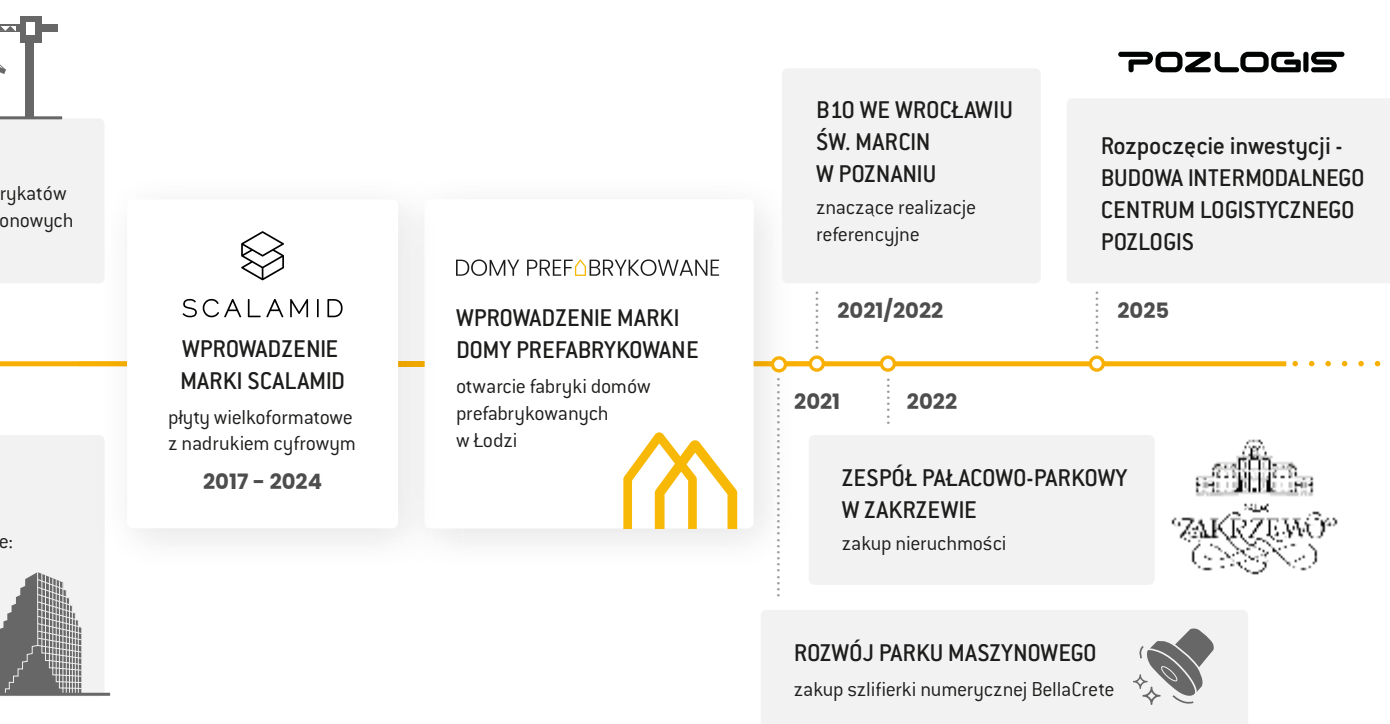 rykatów
onowych
e:
SCALAMID
WPROWADZENIE
MARKI SCALAMID
płyty wielkoformatowe
z nadrukiem cyfrowym
2017 – 2024
DOMY PREFABRYKOWANE
WPROWADZENIE MARKI
DOMY PREFABRYKOWANE
otwarcie fabryki domów
prefabrykowanych
w Łodzi
B10 WE WROCŁAWIU
ŚW. MARCIN
W POZNANIU
znaczące realizacje
referencyjne
2021/2022
POZLOGIS
Rozpoczęcie inwestycji -
BUDOWA INTERMODALNEGO
CENTRUM LOGISTYCZNEGO
POZLOGIS
2025
2021
2022
ZESPÓŁ PAŁACOWO-PARKOWY
W ZAKRZEWIE
zakup nieruchmości
PAŁAC
ZAKRZEWO
ROZWÓJ PARKU MASZYNOWEGO
zakup szlifierki numerycznej BellaCrete